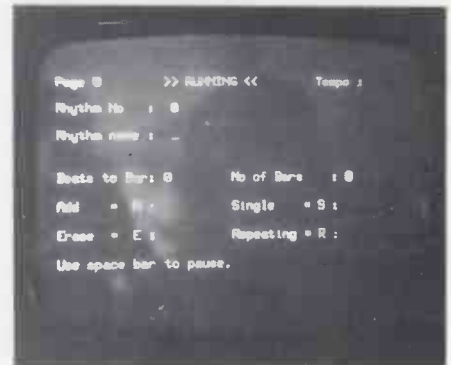 Page 0 >> RUNNING << Tempo :
Rhythm No : 0
Rhythm name : _
Beats to Bar: 0 No of Bars : 0
Add * : Single * S :
Erase * E : Repeating * R :
Use space bar to pause.